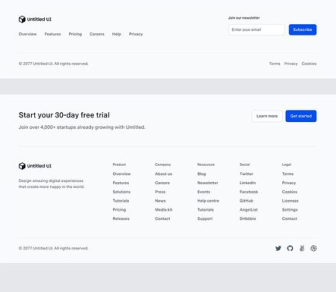 Untitled UI
Join our newsletter
Overview Features Pricing Careers Help Privacy
Enter your email
Subscribe
© 2077 Untitled UI. All rights reserved.
Terms Privacy Cookies
Start your 30-day free trial
Join over 4,000+ startups already growing with Untitled.
Learn more
Get started
Untitled UI
Design amazing digital experiences
that create more happy in the world.
Product
Overview
Features
Solutions
Tutorials
Pricing
Releases
Company
About us
Careers
Press
News
Media kit
Contact
Resources
Blog
Newsletter
Events
Help centre
Tutorials
Support
Social
Twitter
LinkedIn
Facebook
GitHub
AngelList
Dribbble
Legal
Terms
Privacy
Cookies
Licenses
Settings
Contact
© 2077 Untitled UI. All rights reserved.